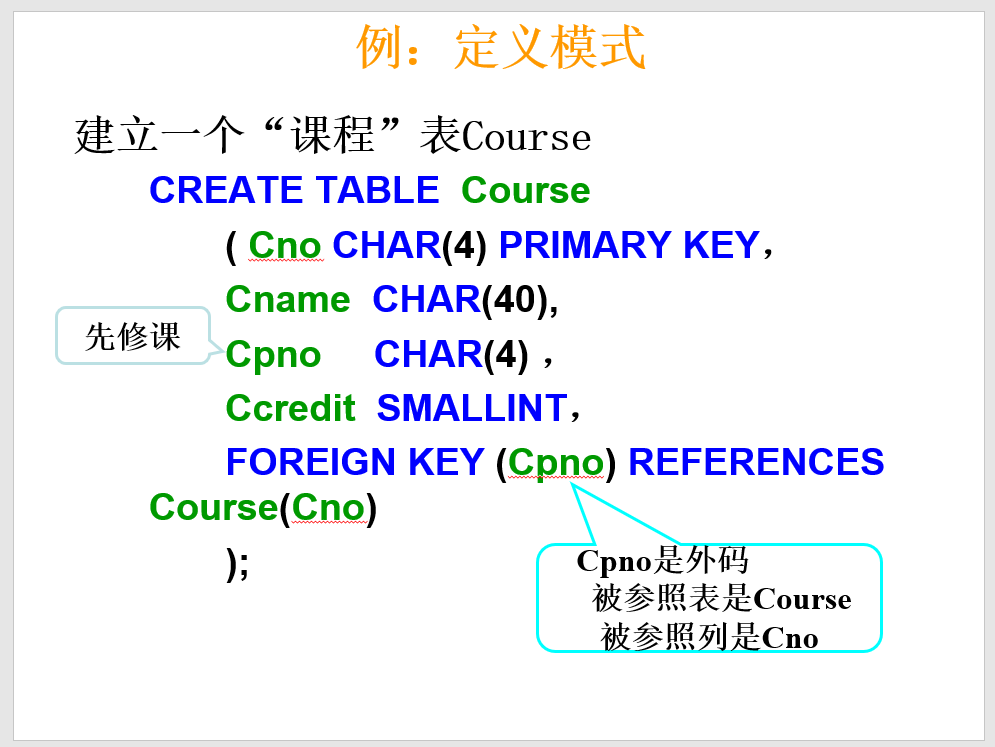 例：定义模式
建立一个“课程”表Course
CREATE TABLE Course
( Cno CHAR(4) PRIMARY KEY，
Cname CHAR(40),
先修课
Cpno CHAR(4) ，
Ccredit SMALLINT，
FOREIGN KEY (Cpno) REFERENCES
Course(Cno)
);
Cpno是外码
被参照表是Course
被参照列是Cno